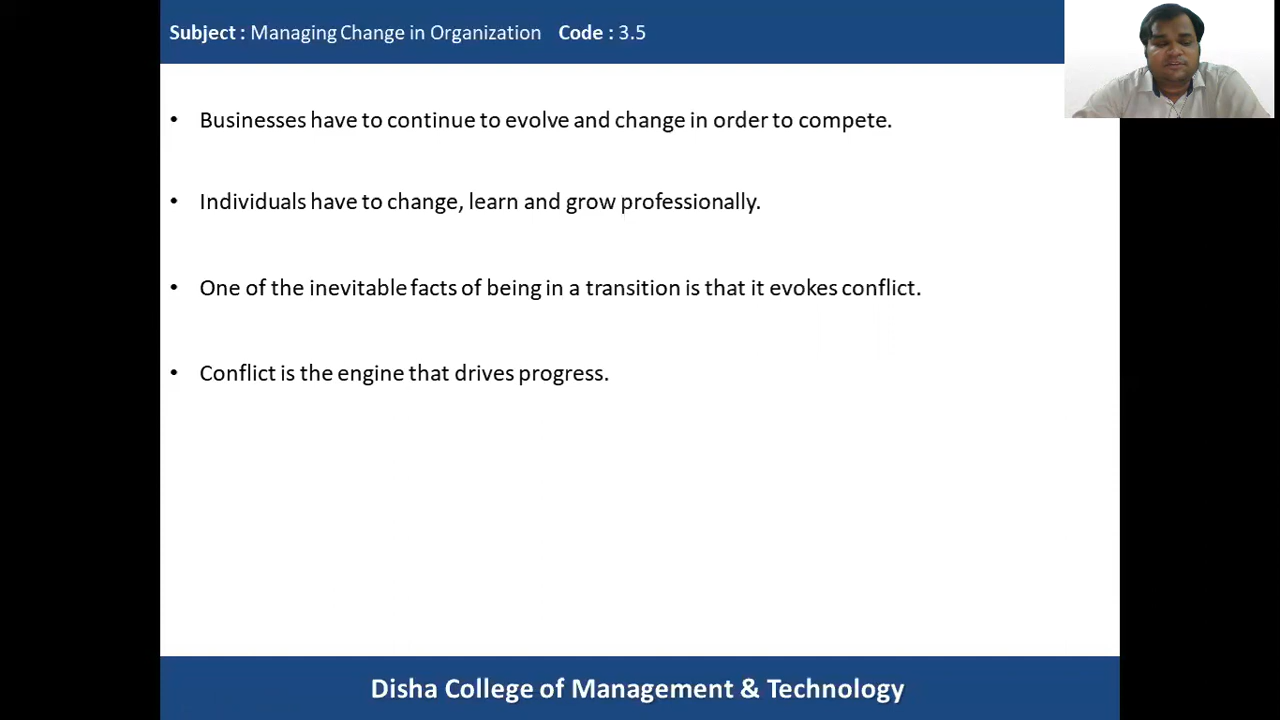 Subject : Managing Change in Organization Code : 3.5
• Businesses have to continue to evolve and change in order to compete.
• Individuals have to change, learn and grow professionally.
• One of the inevitable facts of being in a transition is that it evokes conflict.
• Conflict is the engine that drives progress.
Disha College of Management & Technology